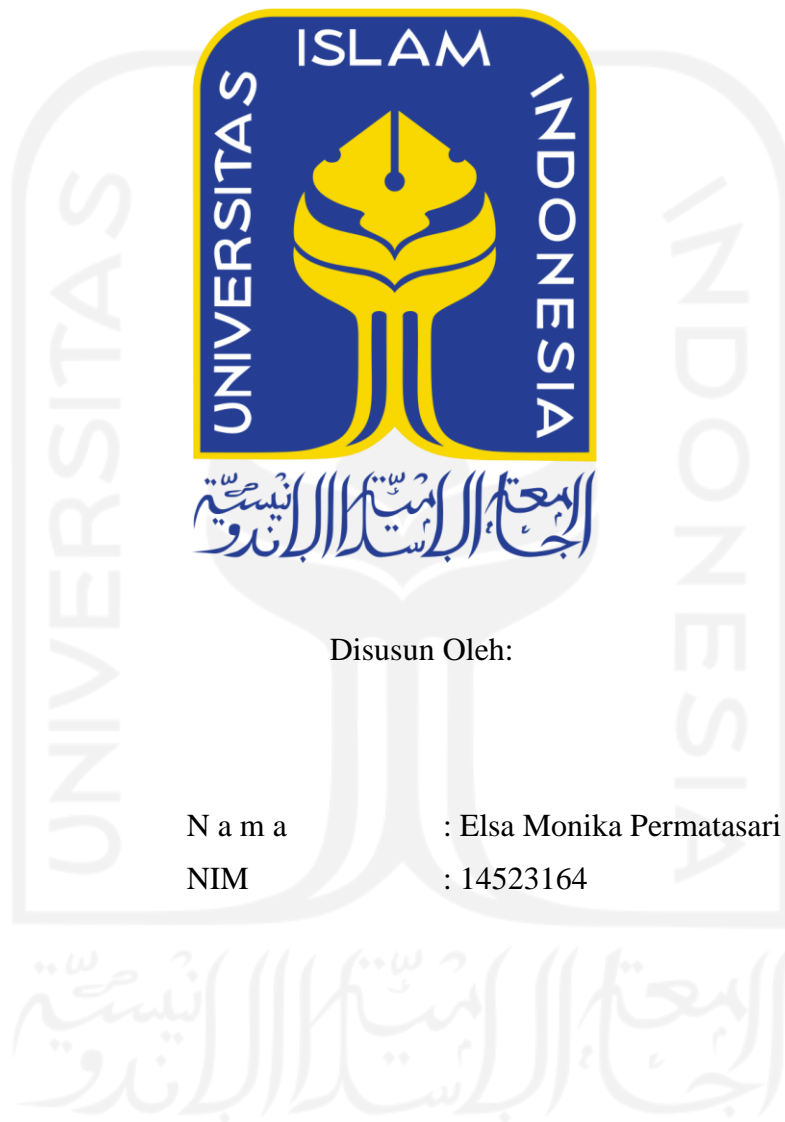 UNIVERSITAS ISLAM INDONESIA
الجامعة الإسلامية الإندونيسية
Disusun Oleh:
N a m a : Elsa Monika Permatasari
NIM : 14523164